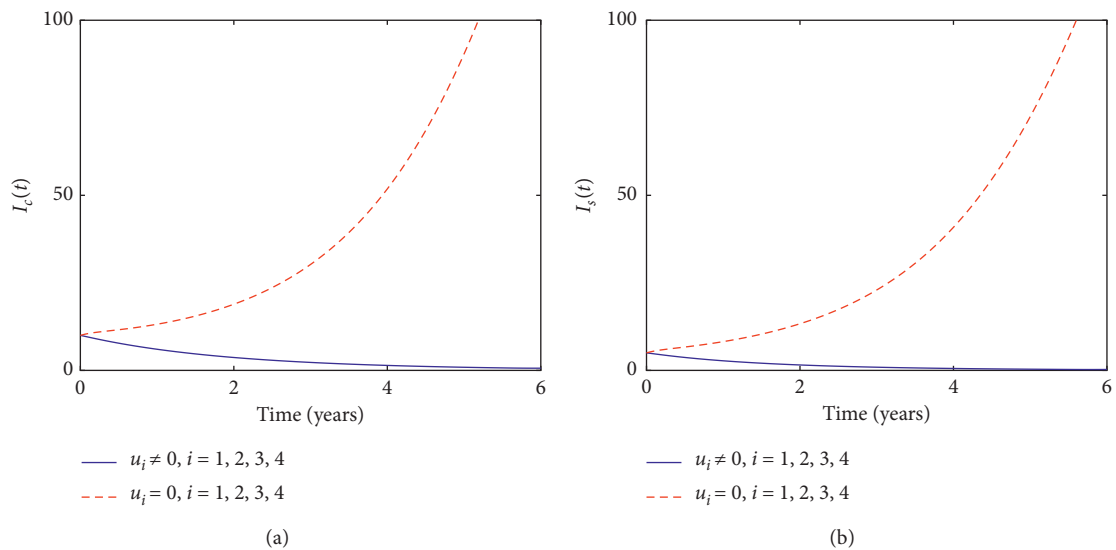 100
50
0
I_c(t)
0 2 4 6
Time (years)
u_i ≠ 0, i = 1, 2, 3, 4
u_i = 0, i = 1, 2, 3, 4
(a)
100
50
0
I_s(t)
0 2 4 6
Time (years)
u_i ≠ 0, i = 1, 2, 3, 4
u_i = 0, i = 1, 2, 3, 4
(b)